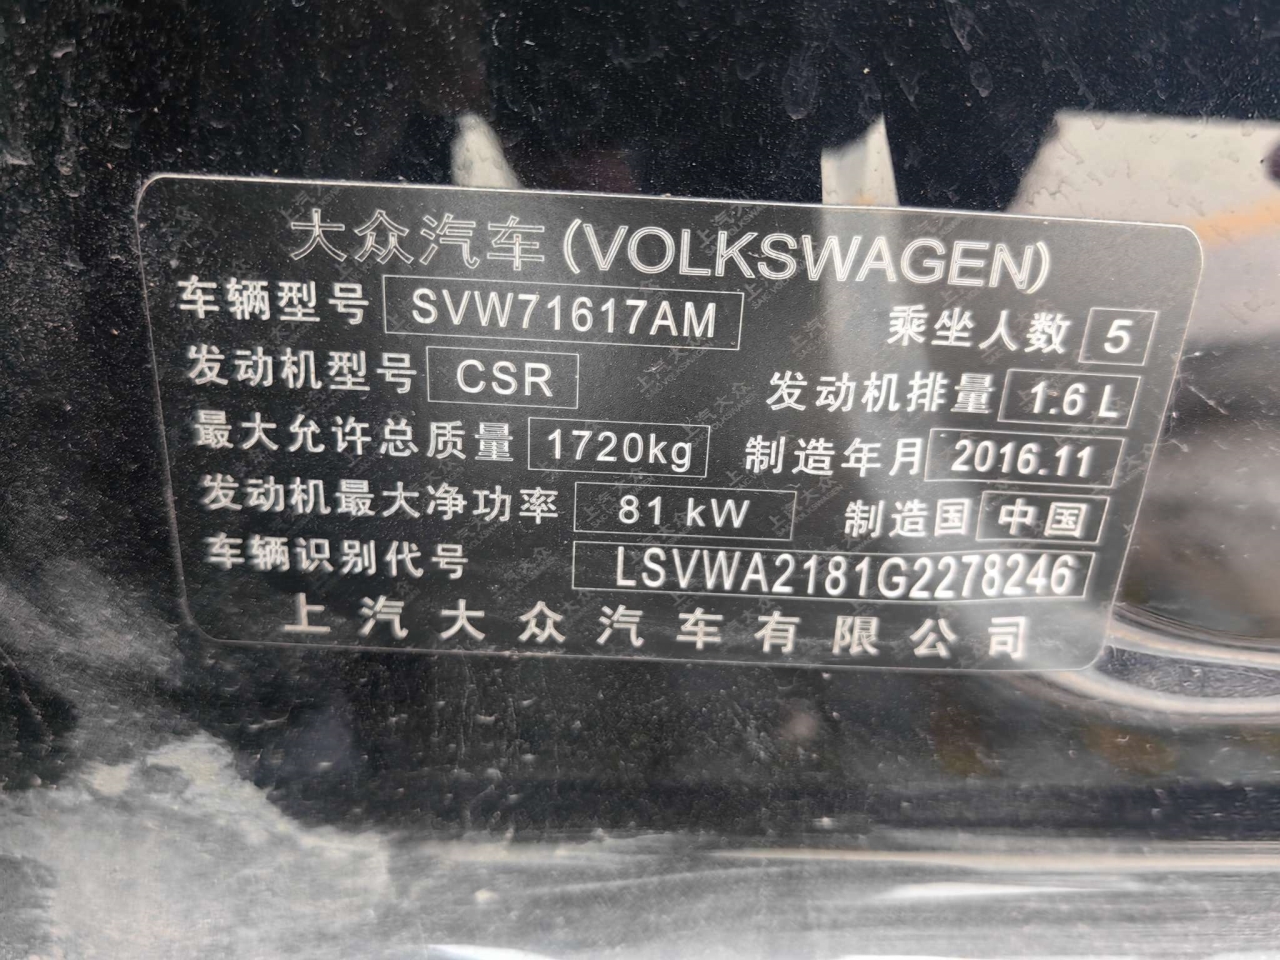 大众汽车(VOLKSWAGEN)
车辆型号 SVW71617AM 乘坐人数 5
发动机型号 CSR 发动机排量 1.6 L
最大允许总质量 1720kg 制造年月 2016.11
发动机最大净功率 81 kW 制造国 中国
车辆识别代号 LSVWA2181G2278246
上汽大众汽车有限公司